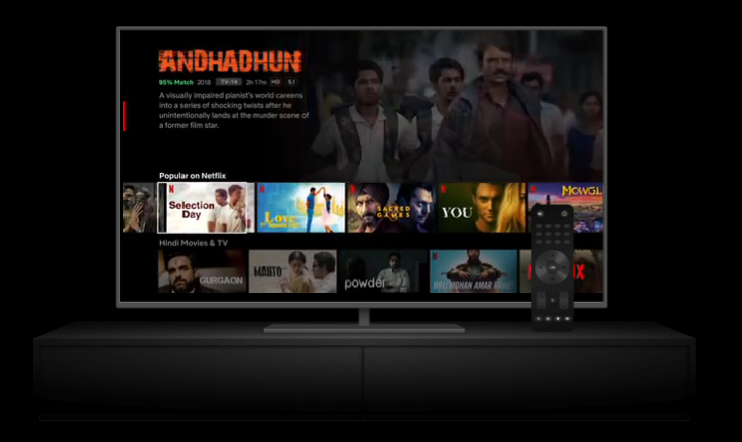 ANDHADHUN
95% Match 2018 TV-14 2h 17m HD 5.1
A visually impaired pianist's world careens
into a series of shocking twists after he
unintentionally lands at the murder scene of
a former film star.
Popular on Netflix
N
Selection
Day
N
Love
N
SACRED
GAMES
N
YOU
N
MOWGLI
Hindi Movies & TV
GURGAON
MANTO
powder
N
BRIJ MOHAN AMAR RAHE